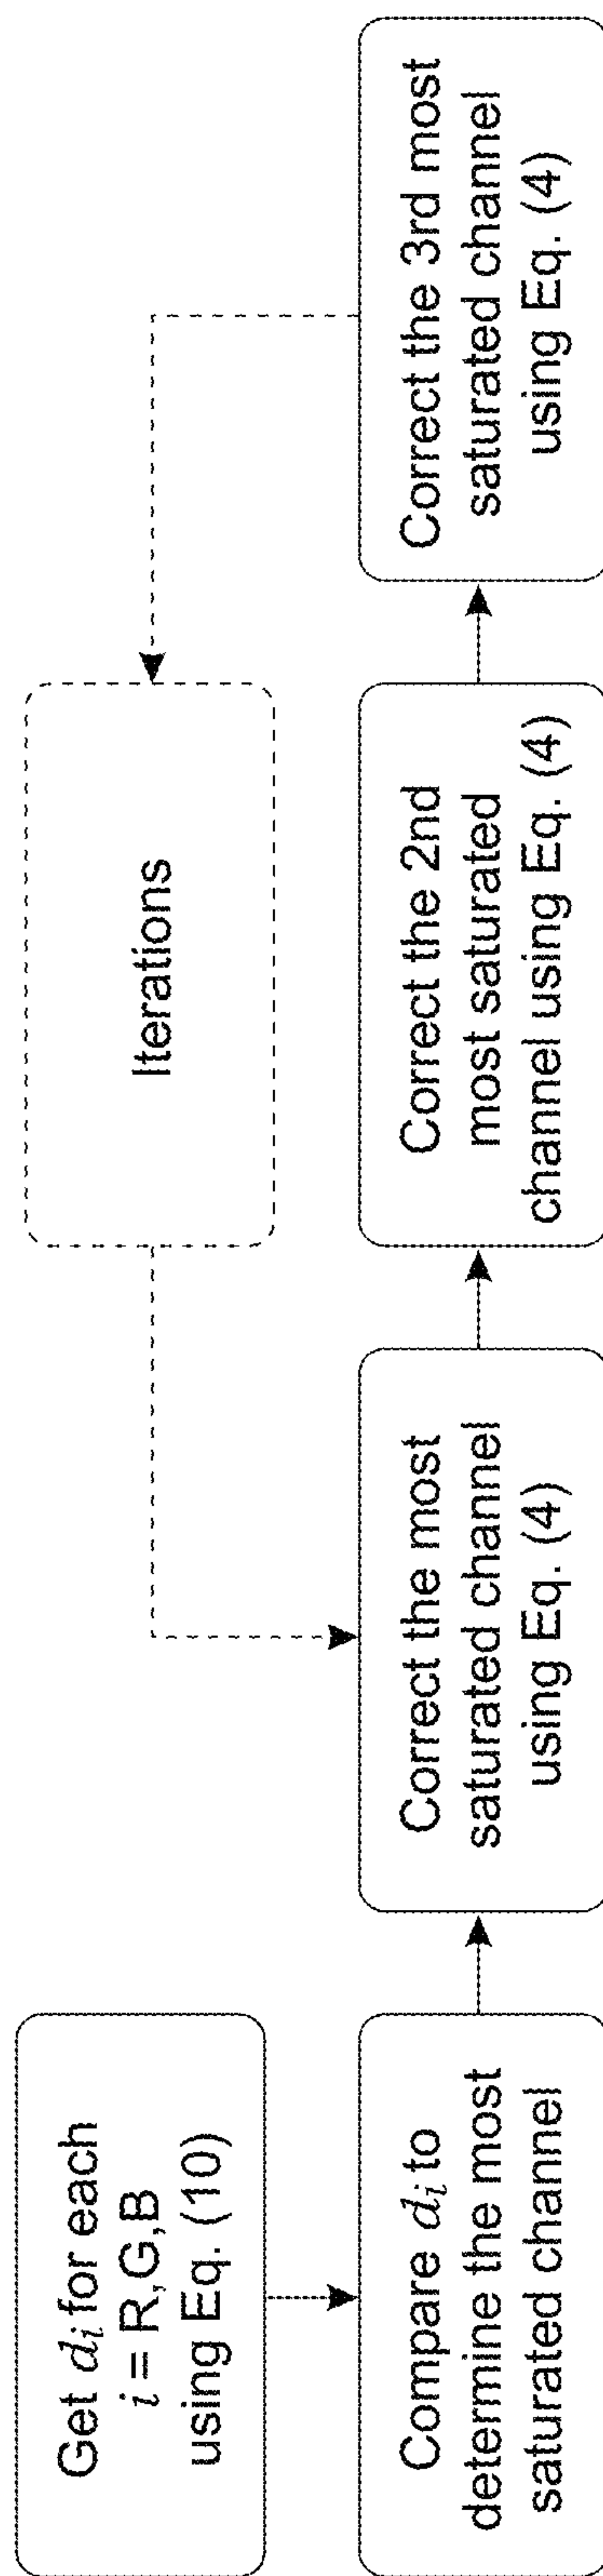 Get d_i for each
i = R,G,B
using Eq. (10)
Compare d_i to
determine the most
saturated channel
Correct the most
saturated channel
using Eq. (4)
Correct the 2nd
most saturated
channel using Eq. (4)
Correct the 3rd most
saturated channel
using Eq. (4)
Iterations